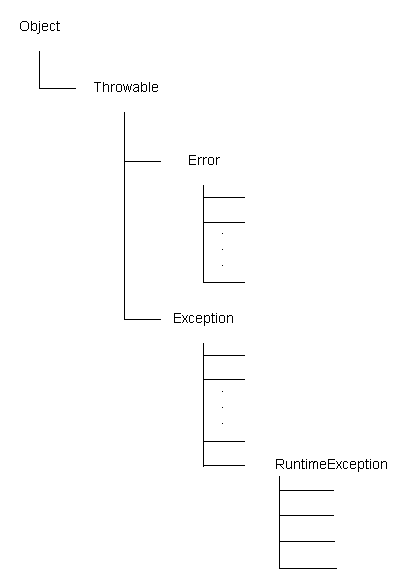 Object
Throwable
Error
Exception
RuntimeException